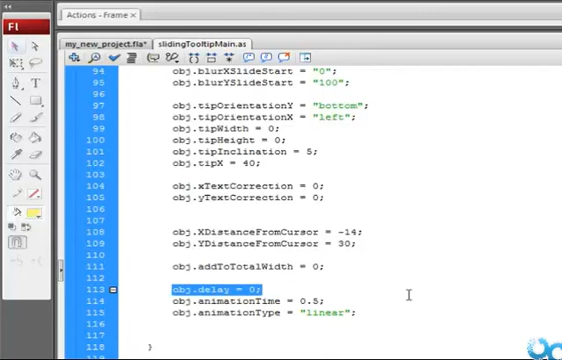 Actions - Frame ×
Fl
my_new_project.fla* slidingTooltipMain.as
94 obj.blurXSlideStart = "0";
95 obj.blurYSlideStart = "100";
96
97 obj.tipOrientationY = "bottom";
98 obj.tipOrientationX = "left";
99 obj.tipWidth = 0;
100 obj.tipHeight = 0;
101 obj.tipInclination = 5;
102 obj.tipX = 40;
103
104 obj.xTextCorrection = 0;
105 obj.yTextCorrection = 0;
106
107
108 obj.XDistanceFromCursor = -14;
109 obj.YDistanceFromCursor = 30;
110
111 obj.addToTotalWidth = 0;
112
113 obj.delay = 0;
114 obj.animationTime = 0.5;
115 obj.animationType = "linear";
116
117
118 }
119